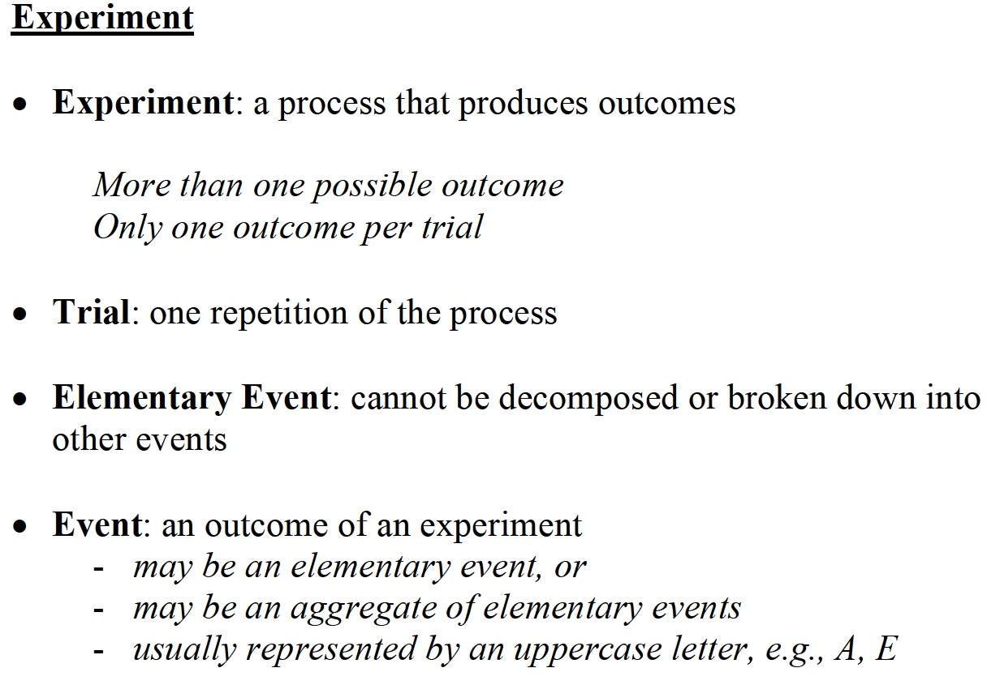 Experiment
• Experiment: a process that produces outcomes
More than one possible outcome
Only one outcome per trial
• Trial: one repetition of the process
• Elementary Event: cannot be decomposed or broken down into
other events
• Event: an outcome of an experiment
- may be an elementary event, or
- may be an aggregate of elementary events
- usually represented by an uppercase letter, e.g., A, E